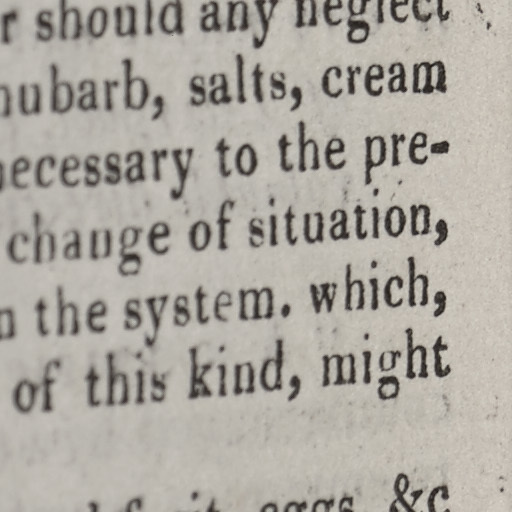 r should any neglect
hubarb, salts, cream
necessary to the pre-
change of situation,
n the system. which,
of this kind, might
eggs &c